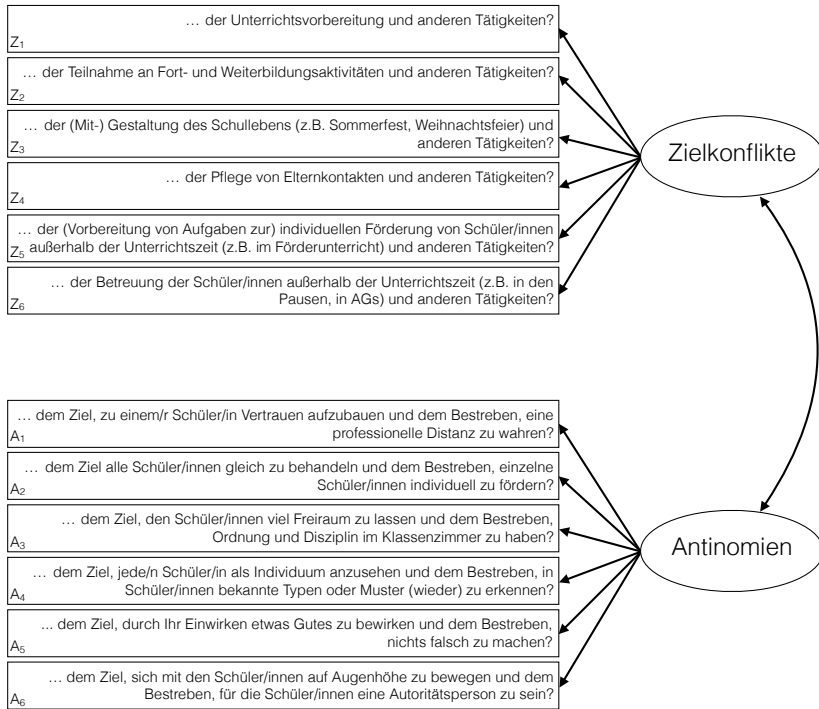 … der Unterrichtsvorbereitung und anderen Tätigkeiten?
Z₁
… der Teilnahme an Fort- und Weiterbildungsaktivitäten und anderen Tätigkeiten?
Z₂
… der (Mit-) Gestaltung des Schullebens (z.B. Sommerfest, Weihnachtsfeier) und
anderen Tätigkeiten?
Z₃
… der Pflege von Elternkontakten und anderen Tätigkeiten?
Z₄
… der (Vorbereitung von Aufgaben zur) individuellen Förderung von Schüler/innen
außerhalb der Unterrichtszeit (z.B. im Förderunterricht) und anderen Tätigkeiten?
Z₅
… der Betreuung der Schüler/innen außerhalb der Unterrichtszeit (z.B. in den
Pausen, in AGs) und anderen Tätigkeiten?
Z₆
Zielkonflikte
… dem Ziel, zu einem/r Schüler/in Vertrauen aufzubauen und dem Bestreben, eine
professionelle Distanz zu wahren?
A₁
… dem Ziel alle Schüler/innen gleich zu behandeln und dem Bestreben, einzelne
Schüler/innen individuell zu fördern?
A₂
… dem Ziel, den Schüler/innen viel Freiraum zu lassen und dem Bestreben,
Ordnung und Disziplin im Klassenzimmer zu haben?
A₃
… dem Ziel, jede/n Schüler/in als Individuum anzusehen und dem Bestreben, in
Schüler/innen bekannte Typen oder Muster (wieder) zu erkennen?
A₄
... dem Ziel, durch Ihr Einwirken etwas Gutes zu bewirken und dem Bestreben,
nichts falsch zu machen?
A₅
… dem Ziel, sich mit den Schüler/innen auf Augenhöhe zu bewegen und dem
Bestreben, für die Schüler/innen eine Autoritätsperson zu sein?
A₆
Antinomien